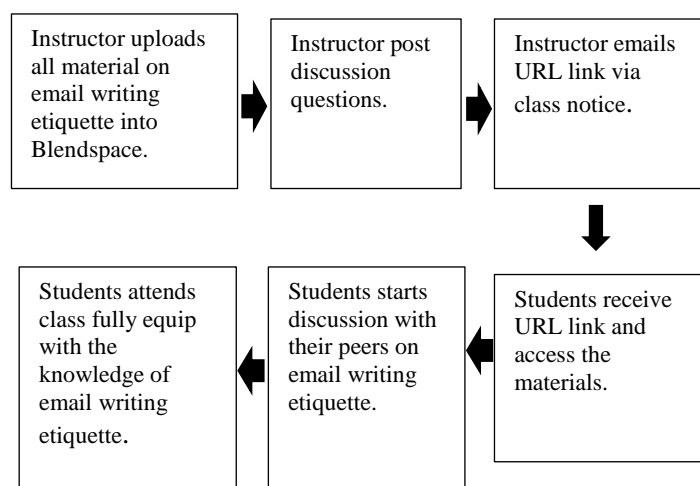 Instructor uploads
all material on
email writing
etiquette into
Blendspace.
Instructor post
discussion
questions.
Instructor emails
URL link via
class notice.
Students receive
URL link and
access the
materials.
Students starts
discussion with
their peers on
email writing
etiquette.
Students attends
class fully equip
with the
knowledge of
email writing
etiquette.